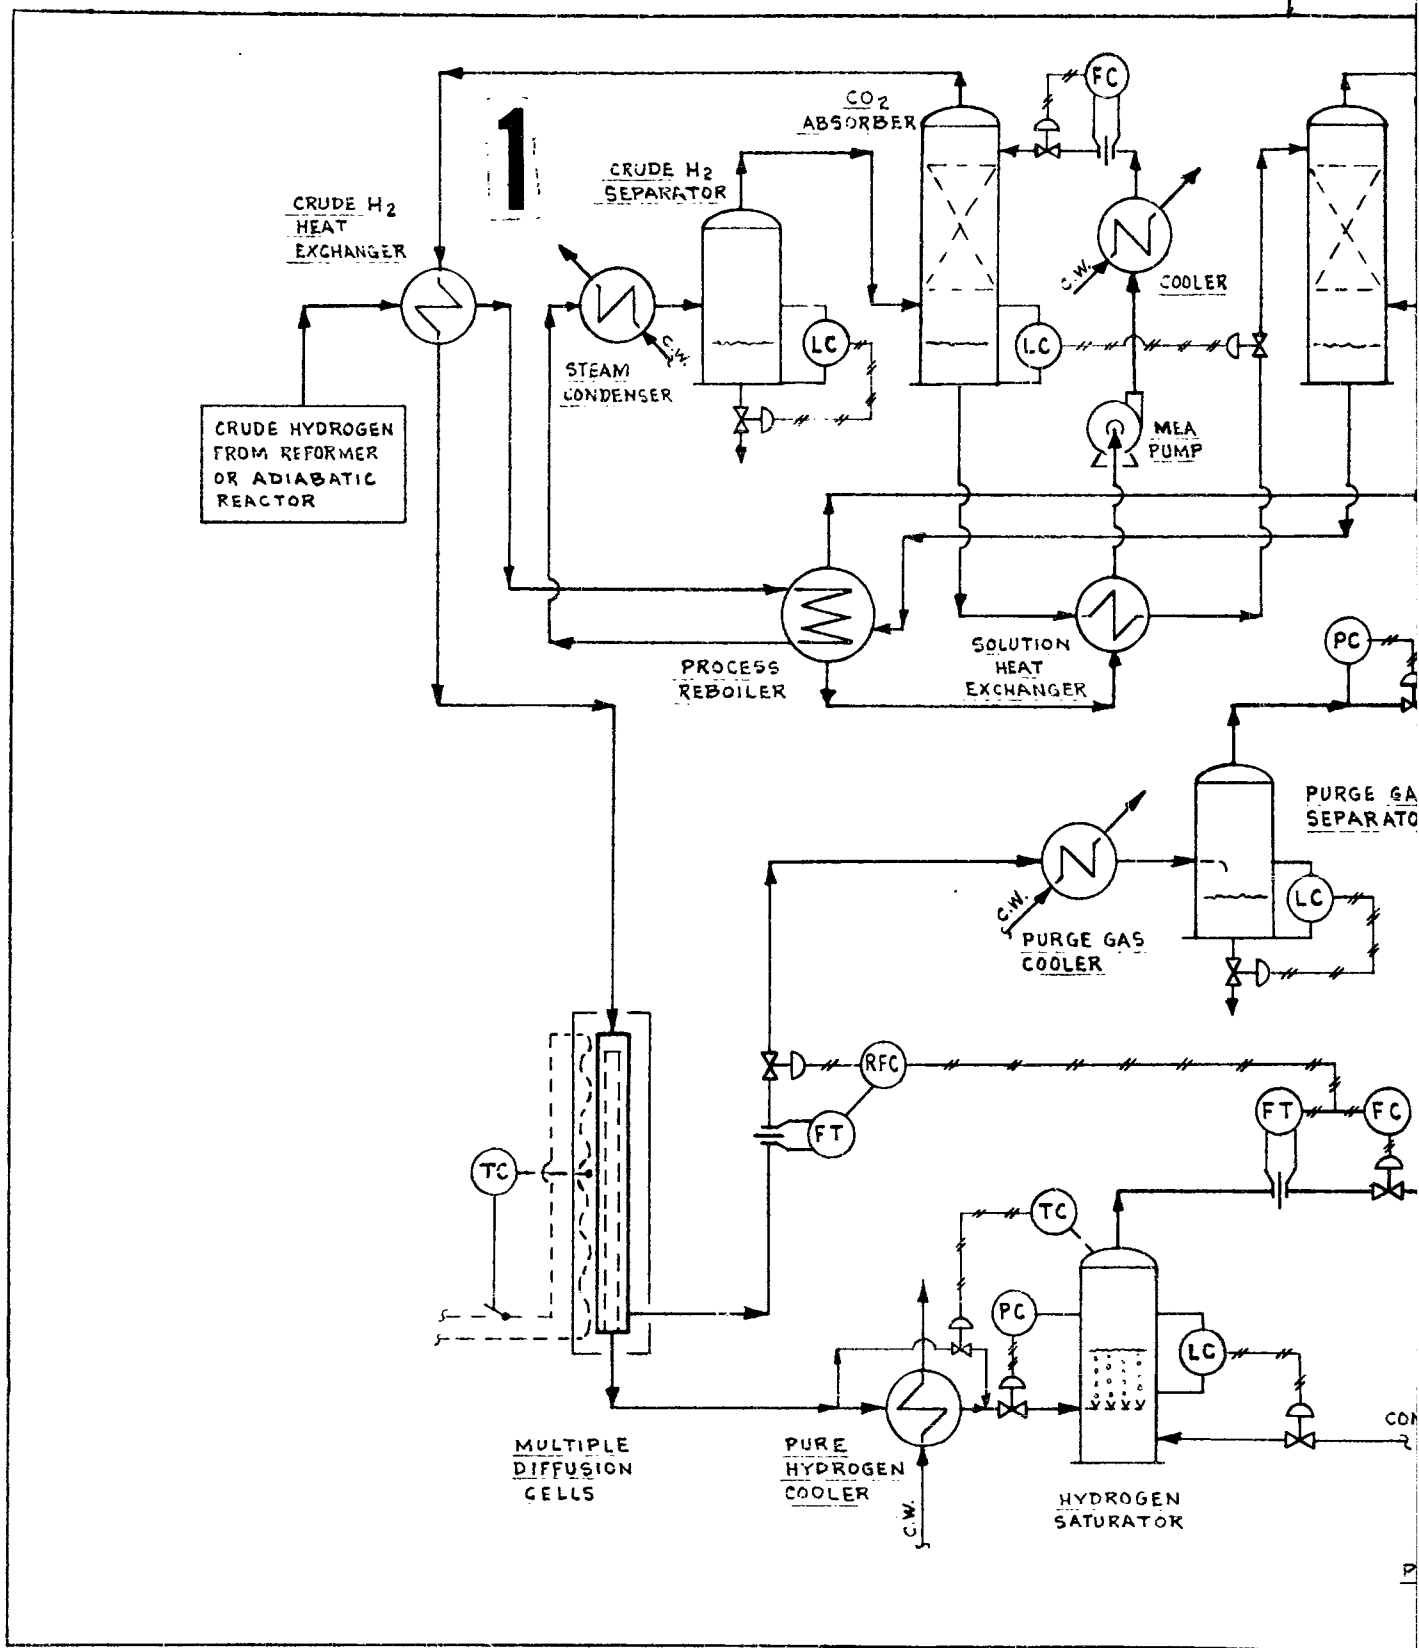 1
FC
CO2
ABSORBER
CRUDE H2
SEPARATOR
CRUDE H2
HEAT
EXCHANGER
C.W.
COOLER
LC
LC
C.W.
STEAM
CONDENSER
CRUDE HYDROGEN
FROM REFORMER
OR ADIABATIC
REACTOR
MEA
PUMP
PROCESS
REBOILER
SOLUTION
HEAT
EXCHANGER
PC
PURGE GA
SEPARATO
LC
C.W.
PURGE GAS
COOLER
RFC
FT
FT
FC
TC
TC
PC
LC
CON
MULTIPLE
DIFFUSION
CELLS
PURE
HYDROGEN
COOLER
C.W.
HYDROGEN
SATURATOR
P